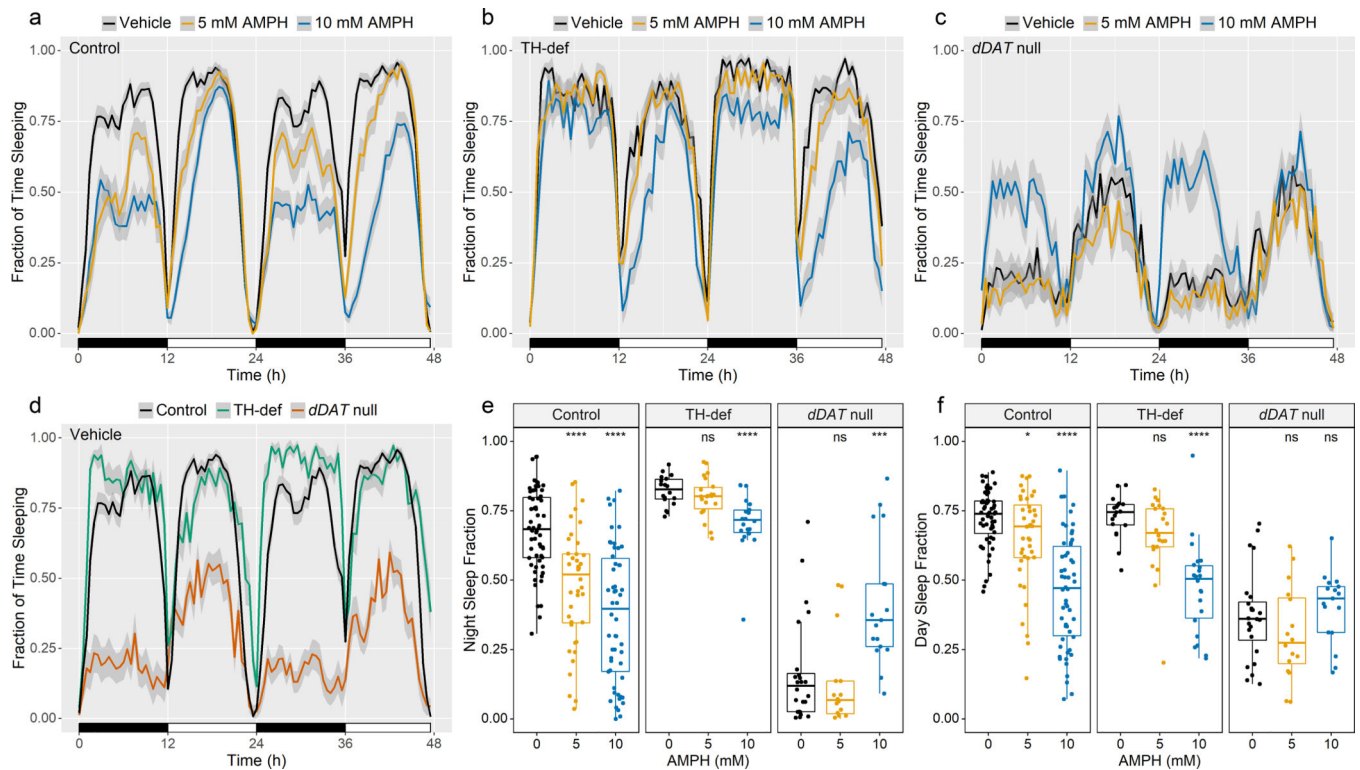 a
Vehicle 5 mM AMPH 10 mM AMPH
Control
1.00
0.75
0.50
0.25
0.00
Fraction of Time Sleeping
0 12 24 36 48
Time (h)
b
Vehicle 5 mM AMPH 10 mM AMPH
TH-def
1.00
0.75
0.50
0.25
0.00
Fraction of Time Sleeping
0 12 24 36 48
Time (h)
c
Vehicle 5 mM AMPH 10 mM AMPH
dDAT null
1.00
0.75
0.50
0.25
0.00
Fraction of Time Sleeping
0 12 24 36 48
Time (h)
d
Control TH-def dDAT null
Vehicle
1.00
0.75
0.50
0.25
0.00
Fraction of Time Sleeping
0 12 24 36 48
Time (h)
e
Control TH-def dDAT null
**** **** ns **** ns ***
1.00
0.75
0.50
0.25
0.00
Night Sleep Fraction
0 5 10 0 5 10 0 5 10
AMPH (mM)
f
Control TH-def dDAT null
* **** ns **** ns ns
1.00
0.75
0.50
0.25
0.00
Day Sleep Fraction
0 5 10 0 5 10 0 5 10
AMPH (mM)